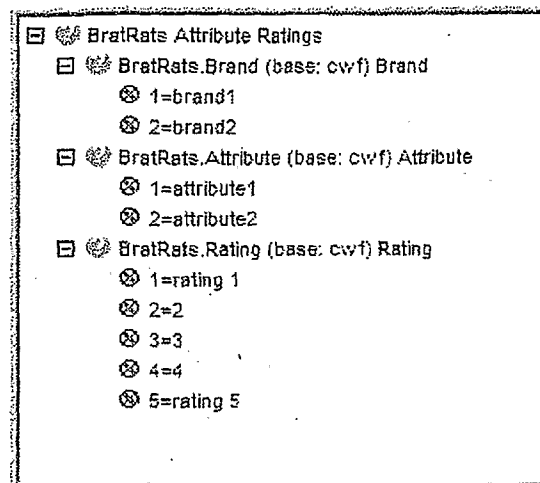 BratRats Attribute Ratings
BratRats.Brand (base: cwf) Brand
1=brand1
2=brand2
BratRats.Attribute (base: cwf) Attribute
1=attribute1
2=attribute2
BratRats.Rating (base: cwf) Rating
1=rating 1
2=2
3=3
4=4
5=rating 5